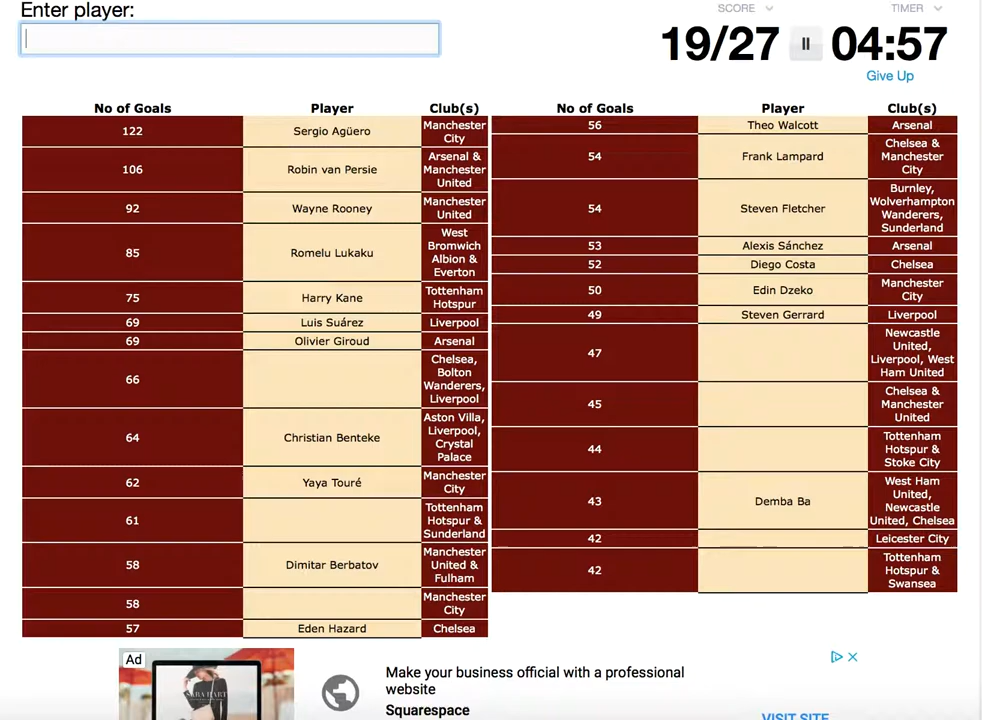 Enter player:
SCORE
TIMER
19/27
04:57
Give Up
No of Goals Player Club(s)
122 Sergio Agüero Manchester
City
106 Robin van Persie Arsenal &
Manchester
United
92 Wayne Rooney Manchester
United
85 Romelu Lukaku West
Bromwich
Albion &
Everton
75 Harry Kane Tottenham
Hotspur
69 Luis Suárez Liverpool
69 Olivier Giroud Arsenal
66 Chelsea,
Bolton
Wanderers,
Liverpool
64 Christian Benteke Aston Villa,
Liverpool,
Crystal
Palace
62 Yaya Touré Manchester
City
61 Tottenham
Hotspur &
Sunderland
58 Dimitar Berbatov Manchester
United &
Fulham
58 Manchester
City
57 Eden Hazard Chelsea
No of Goals Player Club(s)
56 Theo Walcott Arsenal
54 Frank Lampard Chelsea &
Manchester
City
54 Steven Fletcher Burnley,
Wolverhampton
Wanderers,
Sunderland
53 Alexis Sánchez Arsenal
52 Diego Costa Chelsea
50 Edin Dzeko Manchester
City
49 Steven Gerrard Liverpool
47 Newcastle
United,
Liverpool, West
Ham United
45 Chelsea &
Manchester
United
44 Tottenham
Hotspur &
Stoke City
43 Demba Ba West Ham
United,
Newcastle
United, Chelsea
42 Leicester City
42 Tottenham
Hotspur &
Swansea
Ad
Make your business official with a professional
website
Squarespace
VISIT SITE